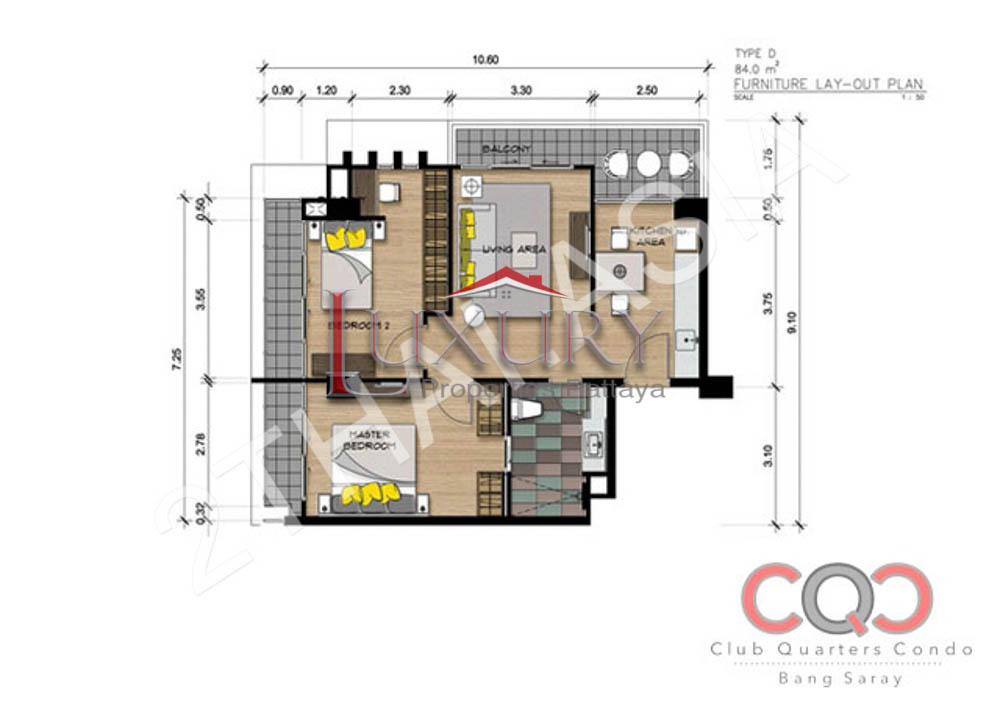 TYPE D
84.0 m²
FURNITURE LAY-OUT PLAN
SCALE 1 : 50
10.60
0.90 1.20 2.30 3.30 2.50
BALCONY
1.75
0.50
0.50
KITCHEN
AREA
LIVING AREA
3.55
3.75
9.10
7.25
BEDROOM 2
LUXURY
Properties Pattaya
MASTER
BEDROOM
2.78
3.10
0.32
2THAI ASIA
CQC
Club Quarters Condo
Bang Saray